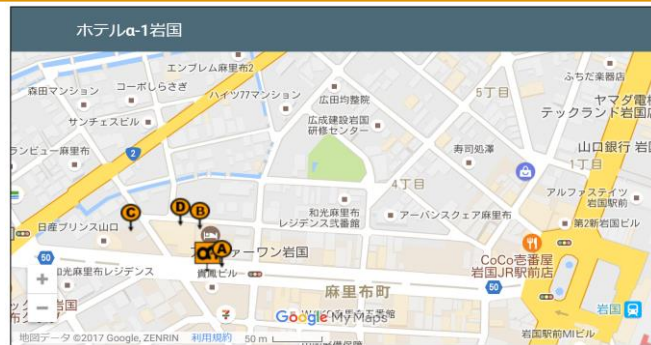 ホテルα-1岩国
エンブレム麻里布2
森田マンション
コーポしらさぎ
ハイツ77マンション
広田均整院
5丁目
ふちだ楽器店
ヤマダ電機
テックランド岩国店
サンチェスビル
広成建設岩国
研修センター
寿司処澤
山口銀行 岩
1丁目
ランビュー麻里布
2
4丁目
アルファステイツ
岩国駅前
C
D
B
和光麻里布
レジデンス弐番館
アーバンスクェア麻里布
第2新岩国ビル
日産プリンス山口
α
A
ァーワン岩国
CoCo壱番屋
岩国JR駅前店
50
和光麻里布レジデンス
貴鳳ビル
50
麻里布町
+
−
岩国
Google My Maps
岩国
岩国駅前MIビル
地図データ ©2017 Google, ZENRIN
利用規約
50 m